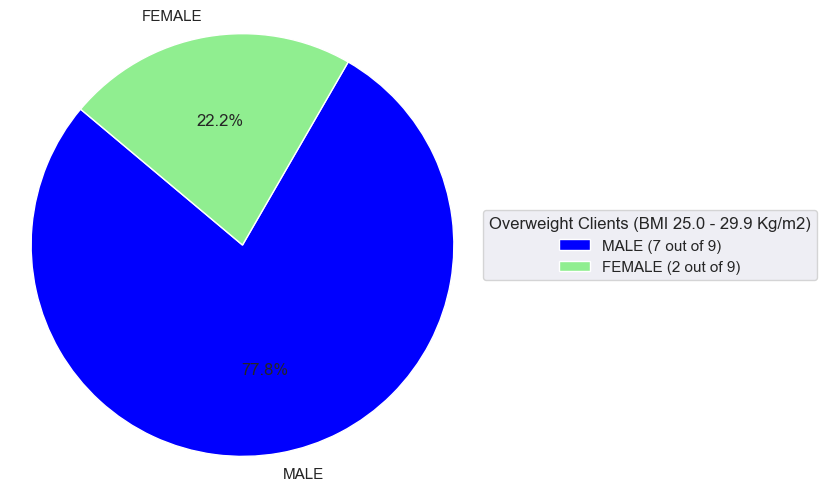 FEMALE
22.2%
Overweight Clients (BMI 25.0 - 29.9 Kg/m2)
MALE (7 out of 9)
FEMALE (2 out of 9)
77.8%
MALE